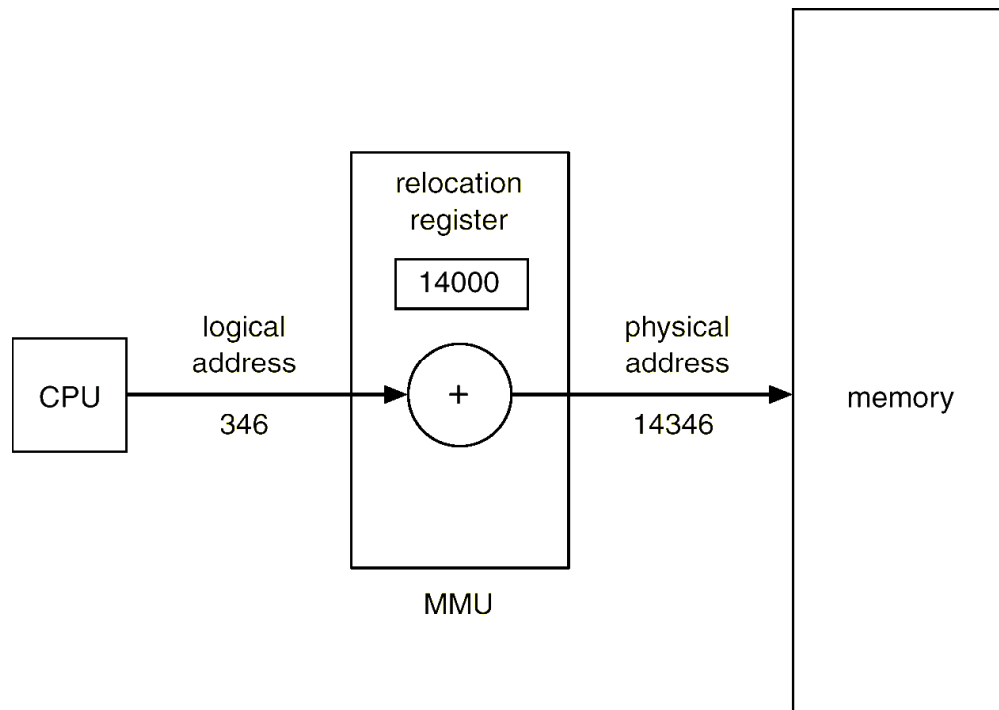 relocation
register
14000
logical
address
physical
address
CPU
+
memory
346
14346
MMU